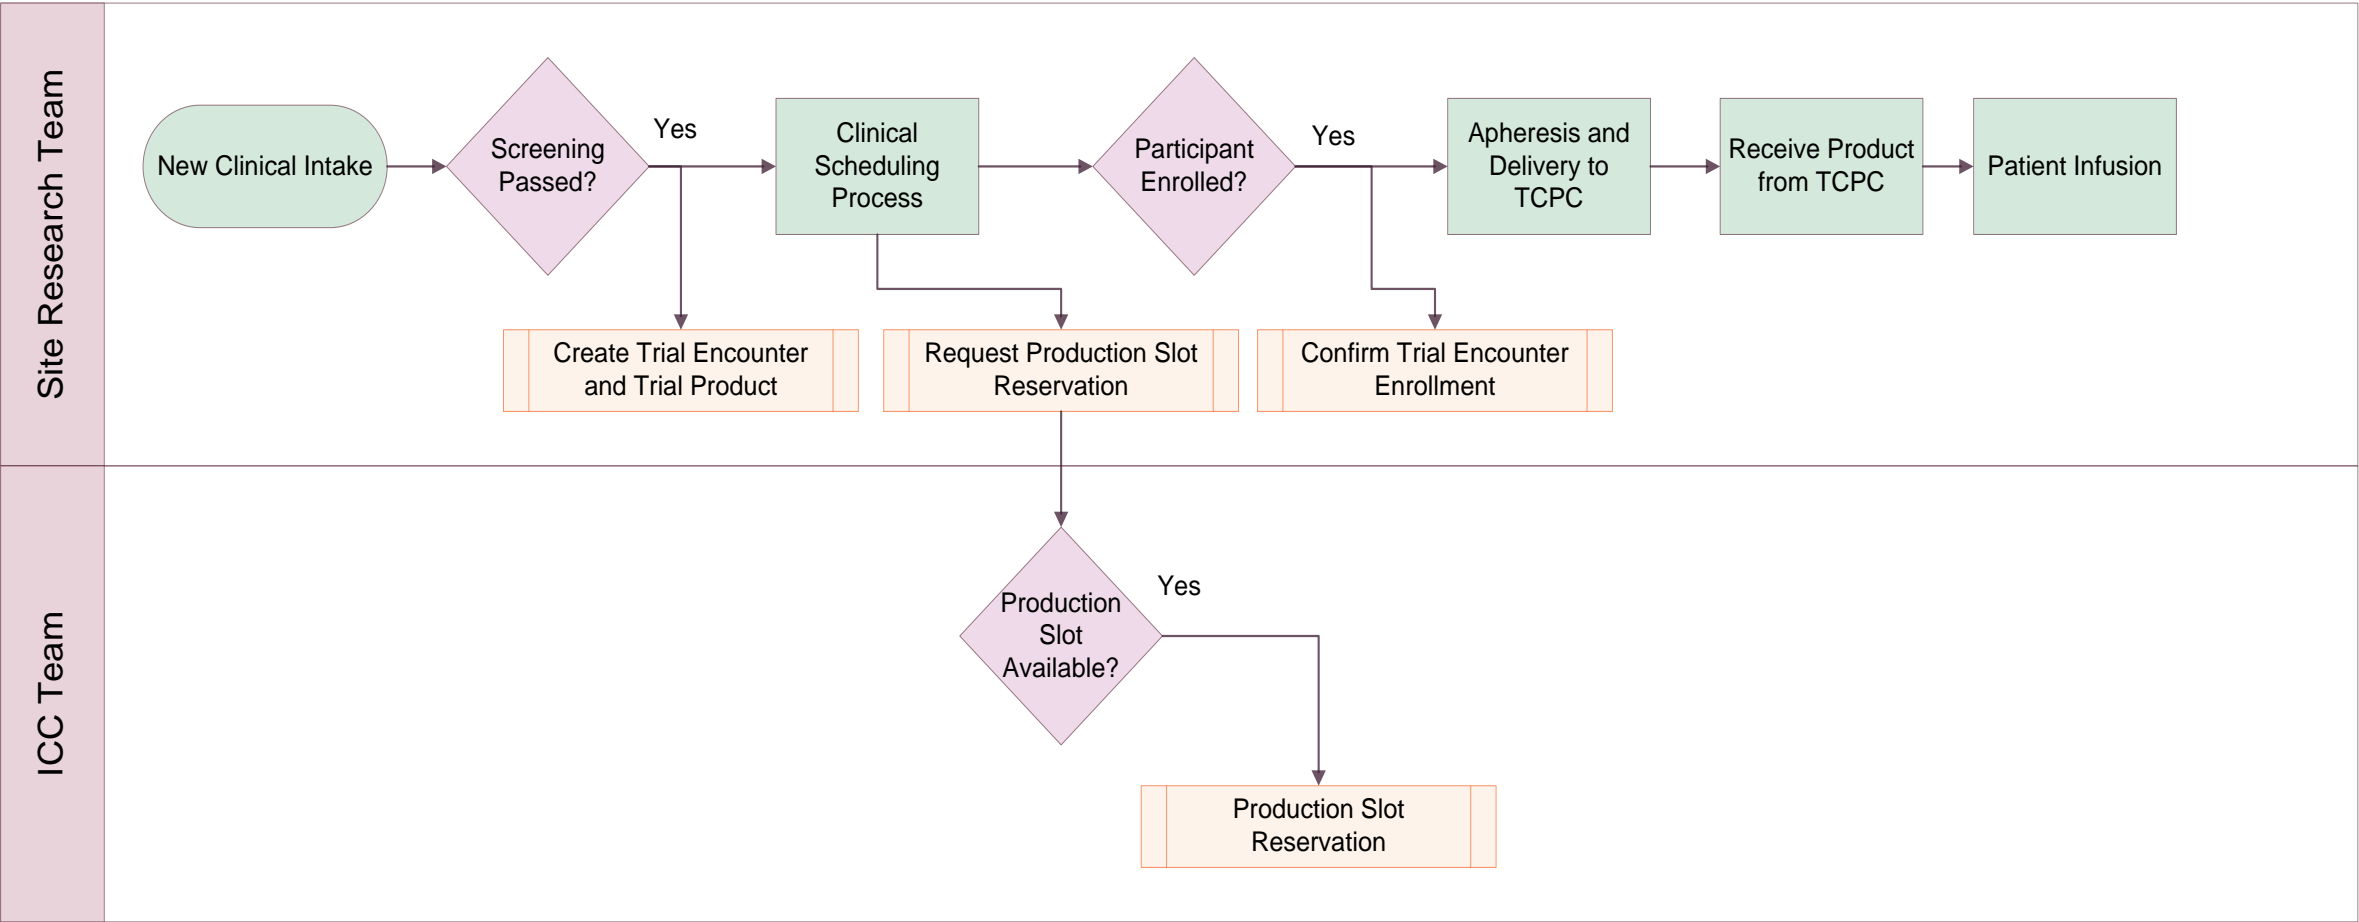 Site Research Team
New Clinical Intake
Screening
Passed?
Yes
Clinical
Scheduling
Process
Participant
Enrolled?
Yes
Apheresis and
Delivery to
TCPC
Receive Product
from TCPC
Patient Infusion
Create Trial Encounter
and Trial Product
Request Production Slot
Reservation
Confirm Trial Encounter
Enrollment
ICC Team
Production
Slot
Available?
Yes
Production Slot
Reservation